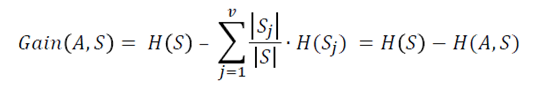 Gain(A, S) = H(S) – ∑_{j=1}^{v} |S_j|/|S| · H(S_j) = H(S) − H(A, S)